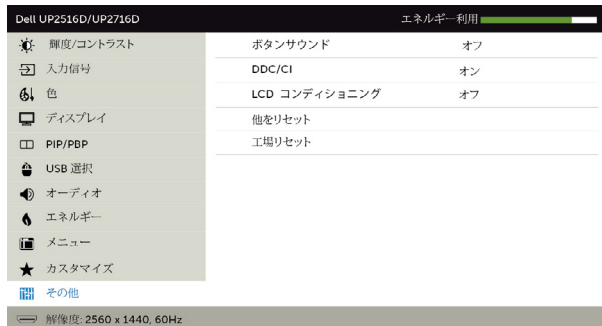 Dell UP2516D/UP2716D エネルギー利用
輝度/コントラスト ボタンサウンド オフ
入力信号 DDC/CI オン
色 LCD コンディショニング オフ
ディスプレイ 他をリセット
PIP/PBP 工場リセット
USB 選択
オーディオ
エネルギー
メニュー
カスタマイズ
その他
解像度: 2560 x 1440, 60Hz